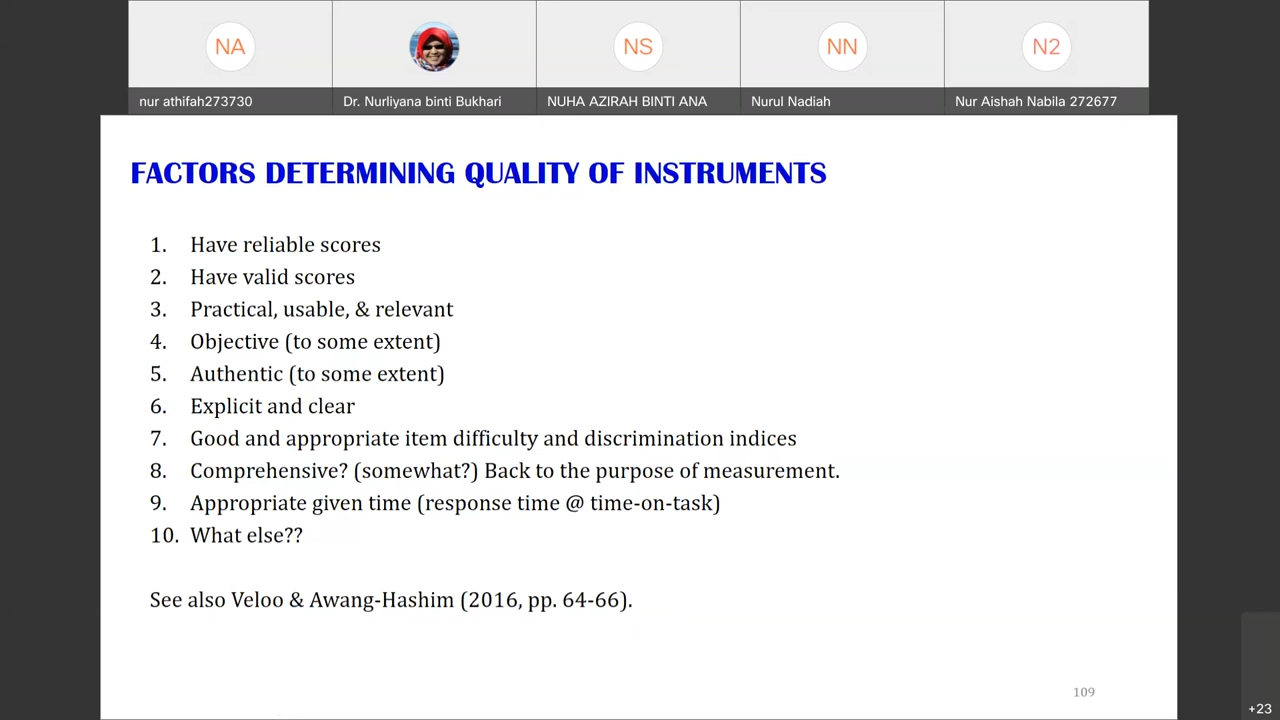 NA
NS
NN
N2
nur athifah273730
Dr. Nurliyana binti Bukhari
NUHA AZIRAH BINTI ANA
Nurul Nadiah
Nur Aishah Nabila 272677
FACTORS DETERMINING QUALITY OF INSTRUMENTS
1. Have reliable scores
2. Have valid scores
3. Practical, usable, & relevant
4. Objective (to some extent)
5. Authentic (to some extent)
6. Explicit and clear
7. Good and appropriate item difficulty and discrimination indices
8. Comprehensive? (somewhat?) Back to the purpose of measurement.
9. Appropriate given time (response time @ time-on-task)
10. What else??
See also Veloo & Awang-Hashim (2016, pp. 64-66).
109
+23